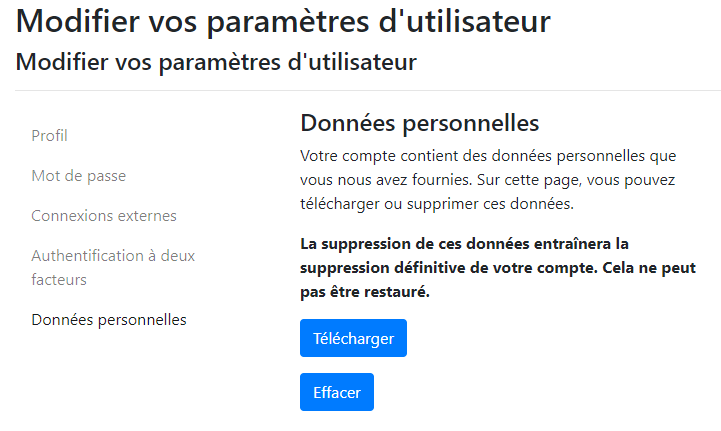 Modifier vos paramètres d'utilisateur
Modifier vos paramètres d'utilisateur
Profil
Mot de passe
Connexions externes
Authentification à deux
facteurs
Données personnelles
Données personnelles
Votre compte contient des données personnelles que
vous nous avez fournies. Sur cette page, vous pouvez
télécharger ou supprimer ces données.
La suppression de ces données entraînera la
suppression définitive de votre compte. Cela ne peut
pas être restauré.
Télécharger
Effacer